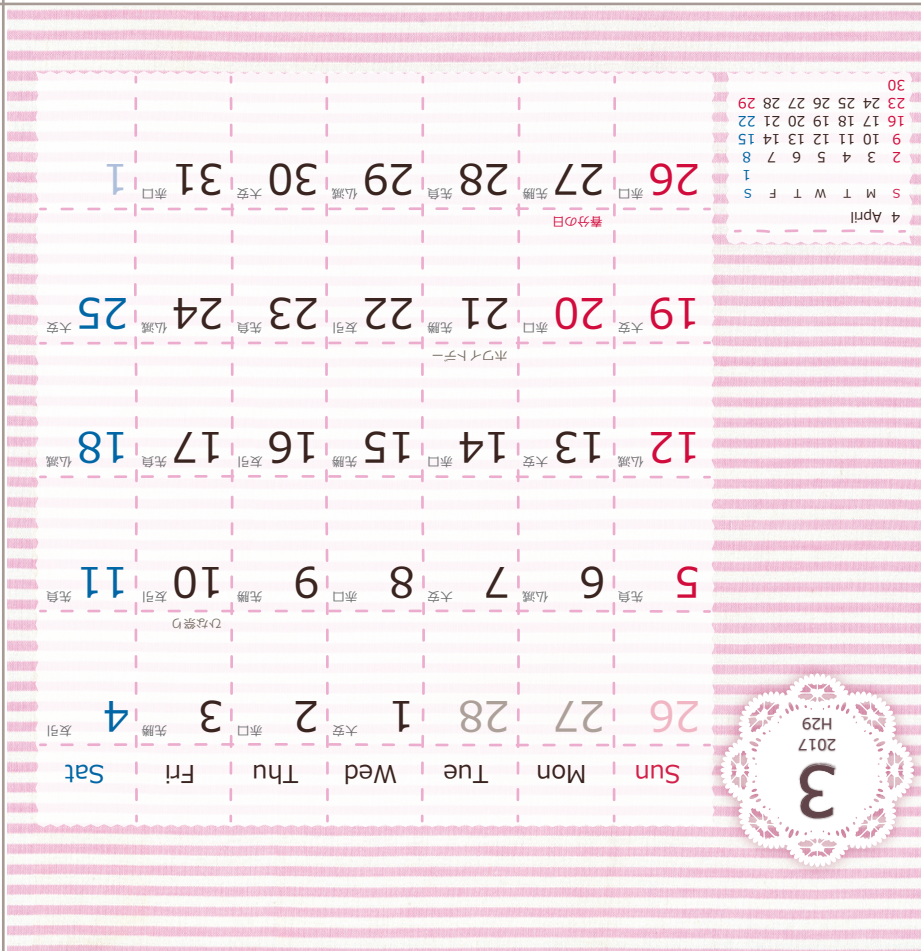 3
2017
H29
Sun Mon Tue Wed Thu Fri Sat
26 27 28 1 大安 2 赤口 3 先勝 4 友引
ひな祭り
5 先負 6 仏滅 7 大安 8 赤口 9 先勝 10 友引 11 先負
12 仏滅 13 大安 14 赤口 15 先勝 16 友引 17 先負 18 仏滅
ホワイトデー
19 大安 20 赤口 21 先勝 22 友引 23 先負 24 仏滅 25 大安
春分の日
26 赤口 27 先勝 28 先負 29 仏滅 30 大安 31 赤口 1
4 April
S M T W T F S
1
2 3 4 5 6 7 8
9 10 11 12 13 14 15
16 17 18 19 20 21 22
23 24 25 26 27 28 29
30